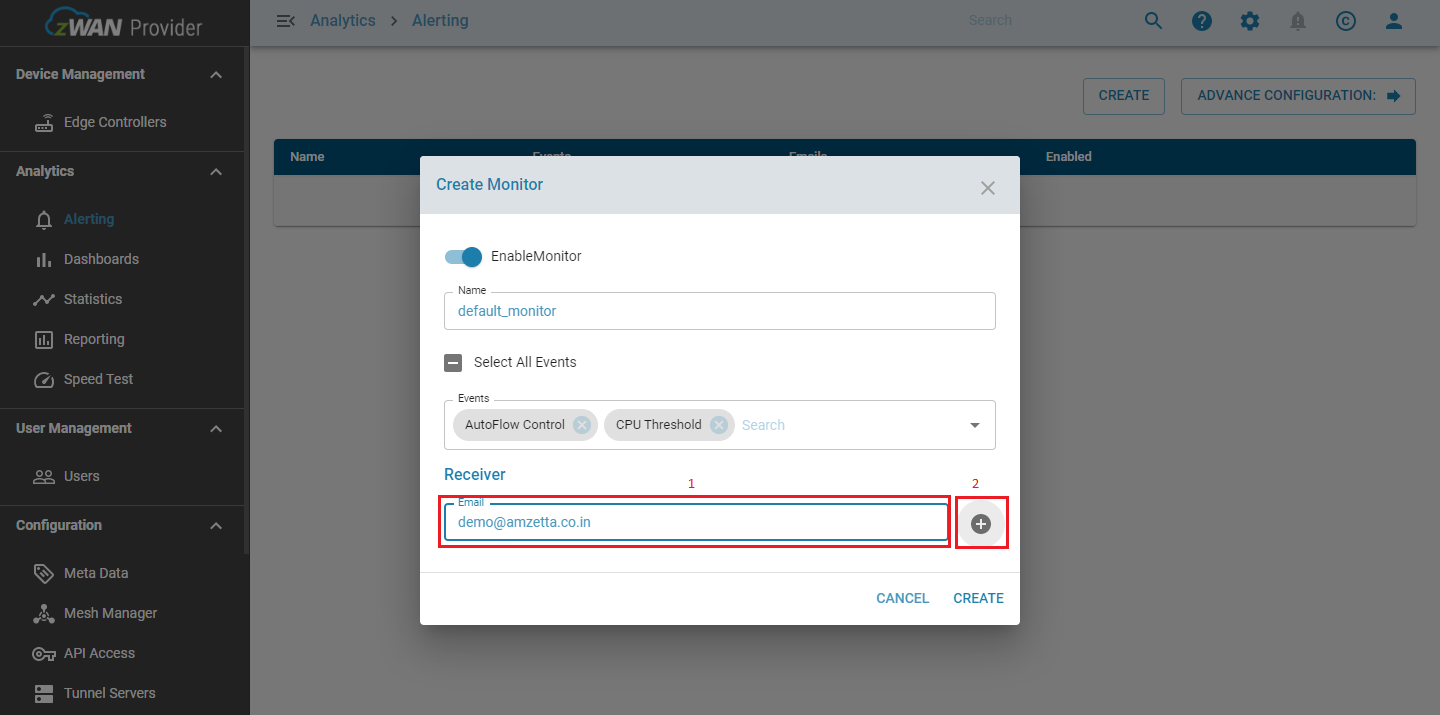 zWAN Provider
Analytics > Alerting
Search
Device Management
Edge Controllers
Analytics
Alerting
Dashboards
Statistics
Reporting
Speed Test
User Management
Users
Configuration
Meta Data
Mesh Manager
API Access
Tunnel Servers
CREATE
ADVANCE CONFIGURATION:
Name Events Emails Enabled
Create Monitor
EnableMonitor
Name
default_monitor
Select All Events
Events
AutoFlow Control CPU Threshold Search
Receiver
1 2
Email
demo@amzetta.co.in
CANCEL CREATE